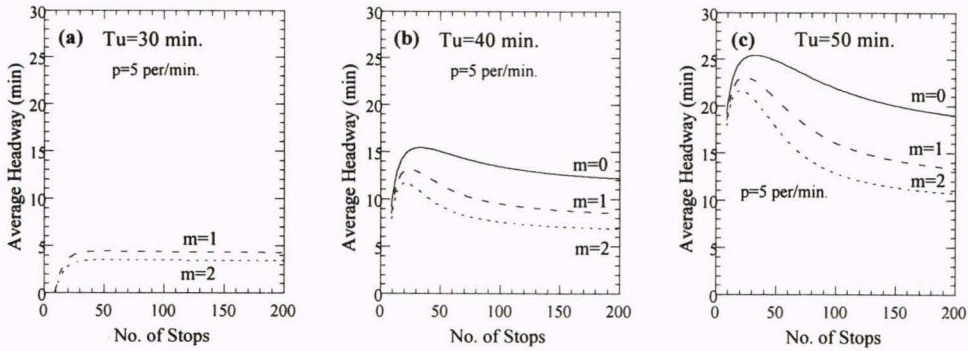 (a) Tu=30 min.
p=5 per/min.
Average Headway (min)
30
25
20
15
10
5
0
m=1
m=2
0 50 100 150 200
No. of Stops
(b) Tu=40 min.
p=5 per/min.
Average Headway (min)
30
25
20
15
10
5
0
m=0
m=1
m=2
0 50 100 150 200
No. of Stops
(c) Tu=50 min.
Average Headway (min)
30
25
20
15
10
5
0
m=0
m=1
m=2
p=5 per/min.
0 50 100 150 200
No. of Stops